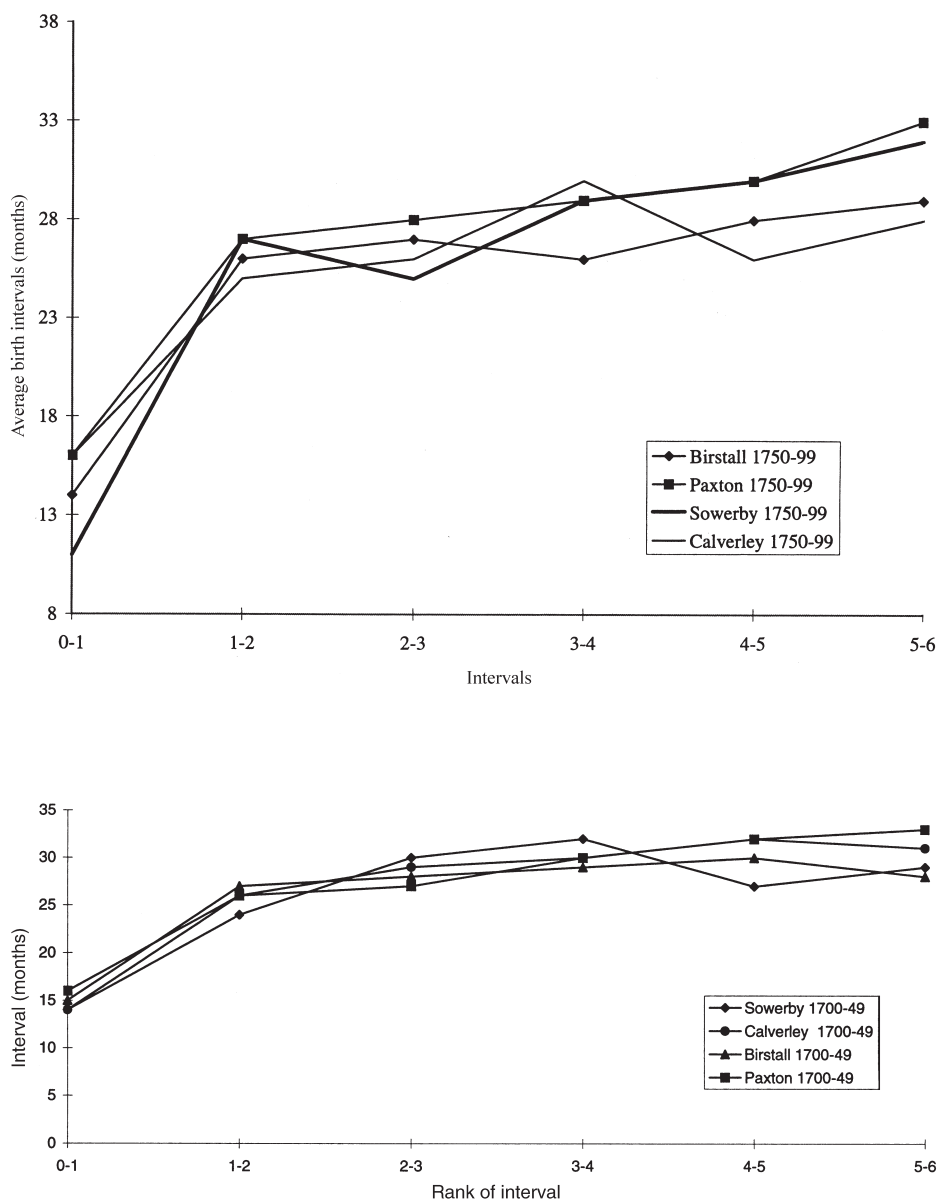 38
33
28
23
18
13
8
Average birth intervals (months)
0-1 1-2 2-3 3-4 4-5 5-6
Intervals
Birstall 1750-99
Paxton 1750-99
Sowerby 1750-99
Calverley 1750-99
35
30
25
20
15
10
5
0
Interval (months)
0-1 1-2 2-3 3-4 4-5 5-6
Rank of interval
Sowerby 1700-49
Calverley 1700-49
Birstall 1700-49
Paxton 1700-49